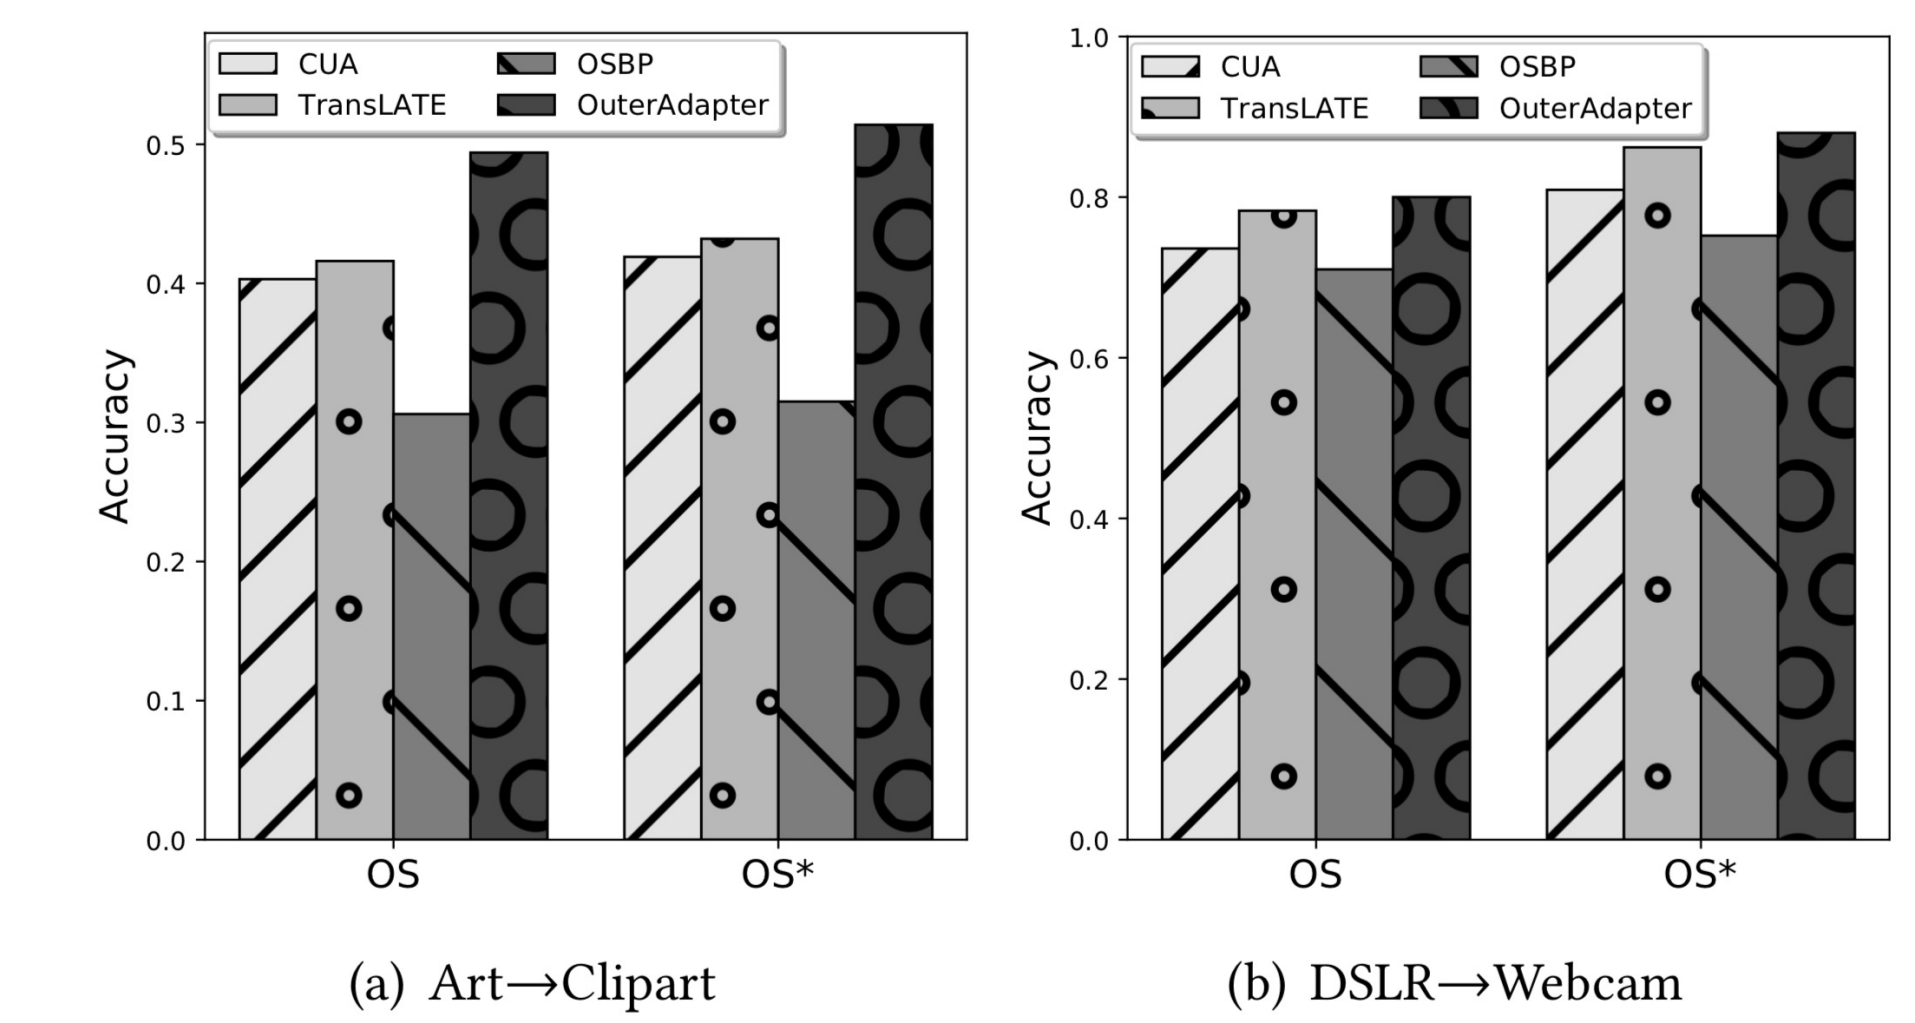 CUA
OSBP
TransLATE
OuterAdapter
0.5
0.4
0.3
0.2
0.1
0.0
Accuracy
OS
OS*
(a) Art→Clipart
CUA
OSBP
TransLATE
OuterAdapter
1.0
0.8
0.6
0.4
0.2
0.0
Accuracy
OS
OS*
(b) DSLR→Webcam